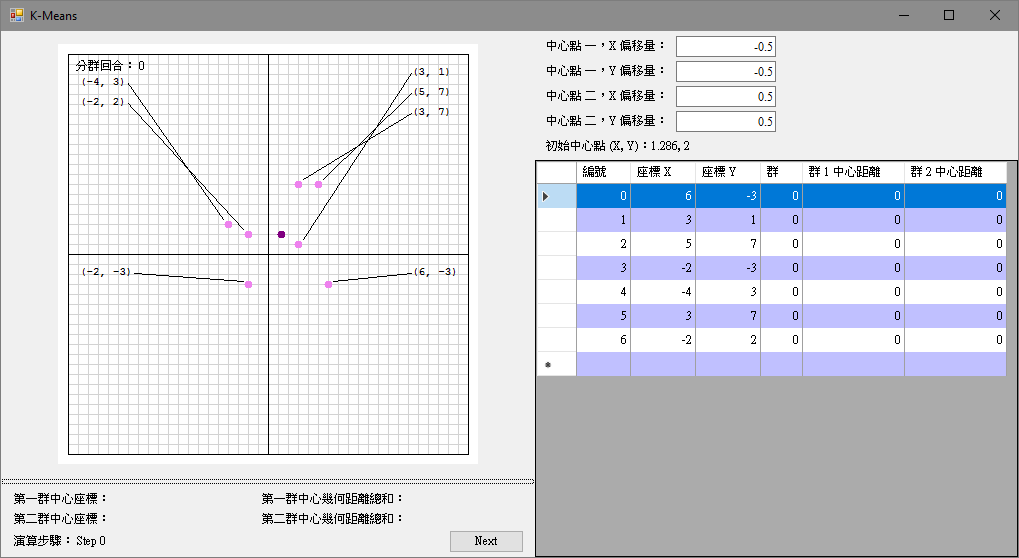 K-Means
分群回合：0
(-4, 3)
(-2, 2)
(3, 1)
(5, 7)
(3, 7)
(-2, -3)
(6, -3)
第一群中心座標：
第一群中心幾何距離總和：
第二群中心座標：
第二群中心幾何距離總和：
演算步驟： Step 0
Next
中心點 一，X 偏移量： -0.5
中心點 一，Y 偏移量： -0.5
中心點 二，X 偏移量： 0.5
中心點 二，Y 偏移量： 0.5
初始中心點 (X, Y)：1.286, 2
編號 座標 X 座標 Y 群 群 1 中心距離 群 2 中心距離
0 6 -3 0 0 0
1 3 1 0 0 0
2 5 7 0 0 0
3 -2 -3 0 0 0
4 -4 3 0 0 0
5 3 7 0 0 0
6 -2 2 0 0 0